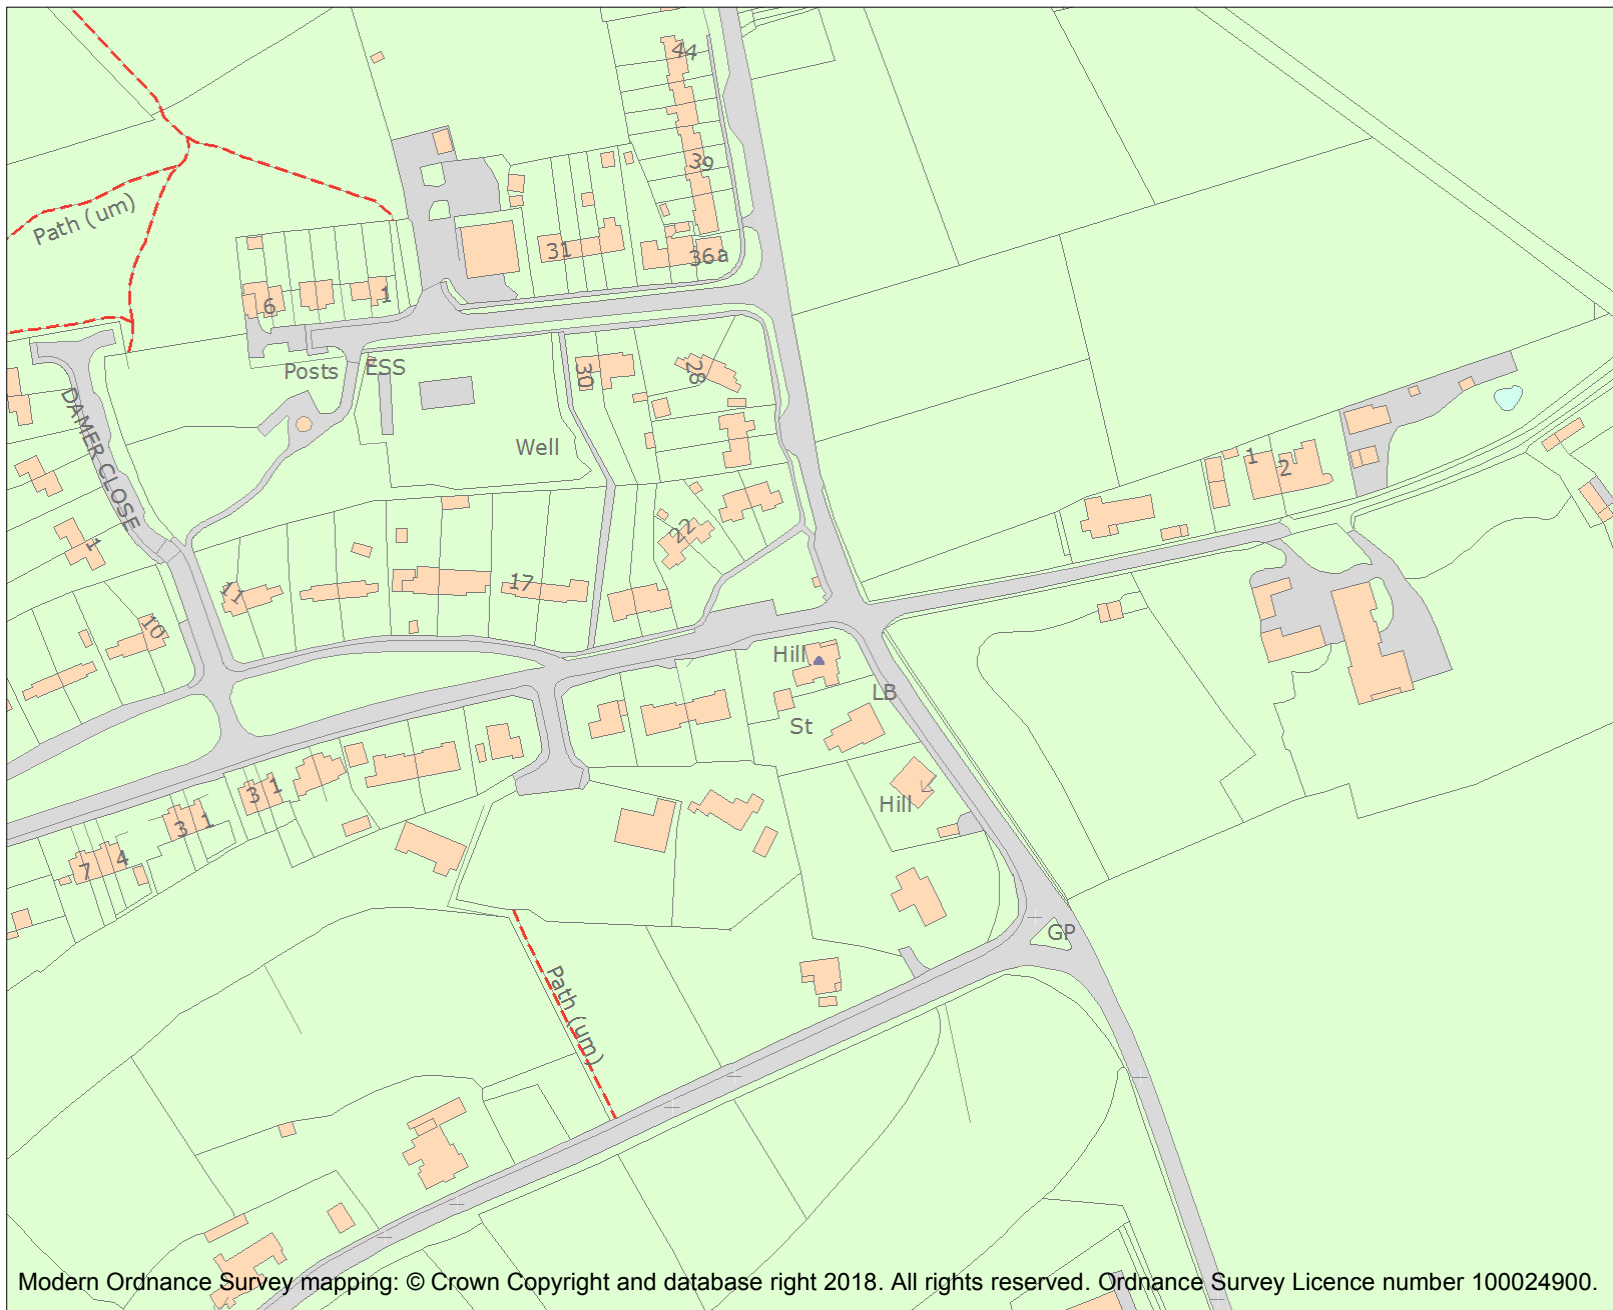 44
39
Path (um)
31
36a
6
1
Posts
ESS
30
28
DAMER CLOSE
Well
1
2
22
1
11
17
10
Hill
LB
St
3
1
Hill
3
1
7
4
GP
Path (um)
Modern Ordnance Survey mapping: © Crown Copyright and database right 2018. All rights reserved. Ordnance Survey Licence number 100024900.